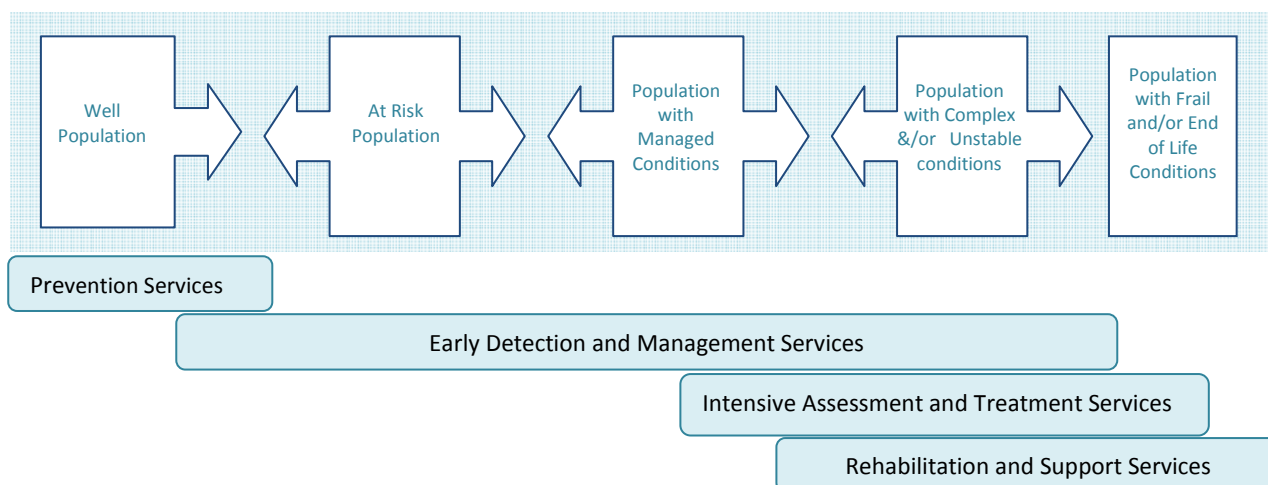 Well
Population
At Risk
Population
Population
with
Managed
Conditions
Population
with Complex
&/or Unstable
conditions
Population
with Frail
and/or End
of Life
Conditions
Prevention Services
Early Detection and Management Services
Intensive Assessment and Treatment Services
Rehabilitation and Support Services